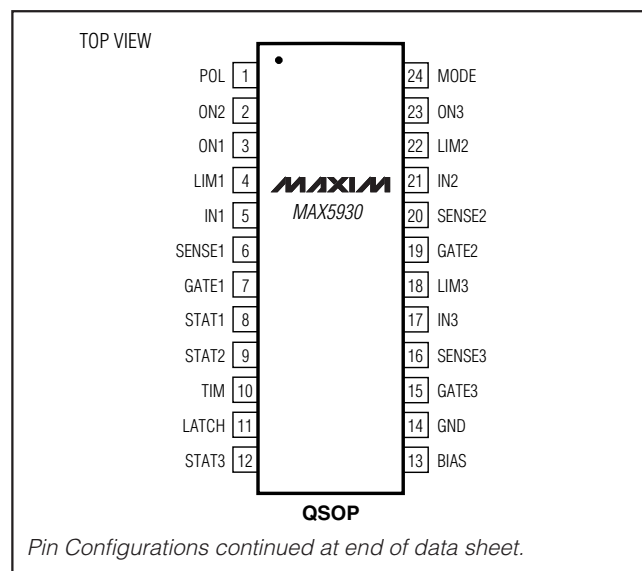 TOP VIEW
POL 1 24 MODE
ON2 2 23 ON3
ON1 3 22 LIM2
LIM1 4 MAXIM 21 IN2
IN1 5 MAX5930 20 SENSE2
SENSE1 6 19 GATE2
GATE1 7 18 LIM3
STAT1 8 17 IN3
STAT2 9 16 SENSE3
TIM 10 15 GATE3
LATCH 11 14 GND
STAT3 12 13 BIAS
QSOP
Pin Configurations continued at end of data sheet.